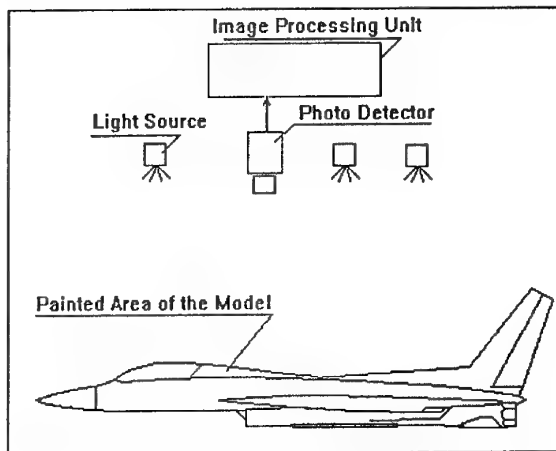 Image Processing Unit
Light Source
Photo Detector
Painted Area of the Model